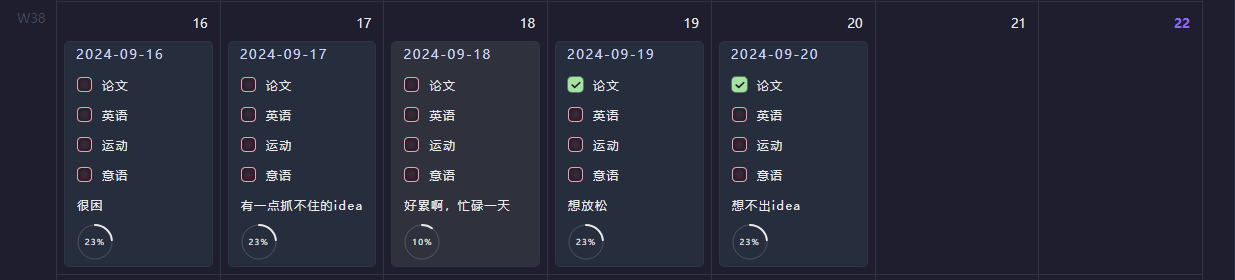 W38
16
17
18
19
20
21
22
2024-09-16
论文
英语
运动
意语
很困
23%
2024-09-17
论文
英语
运动
意语
有一点抓不住的idea
23%
2024-09-18
论文
英语
运动
意语
好累啊，忙碌一天
10%
2024-09-19
论文
英语
运动
意语
想放松
23%
2024-09-20
论文
英语
运动
意语
想不出idea
23%